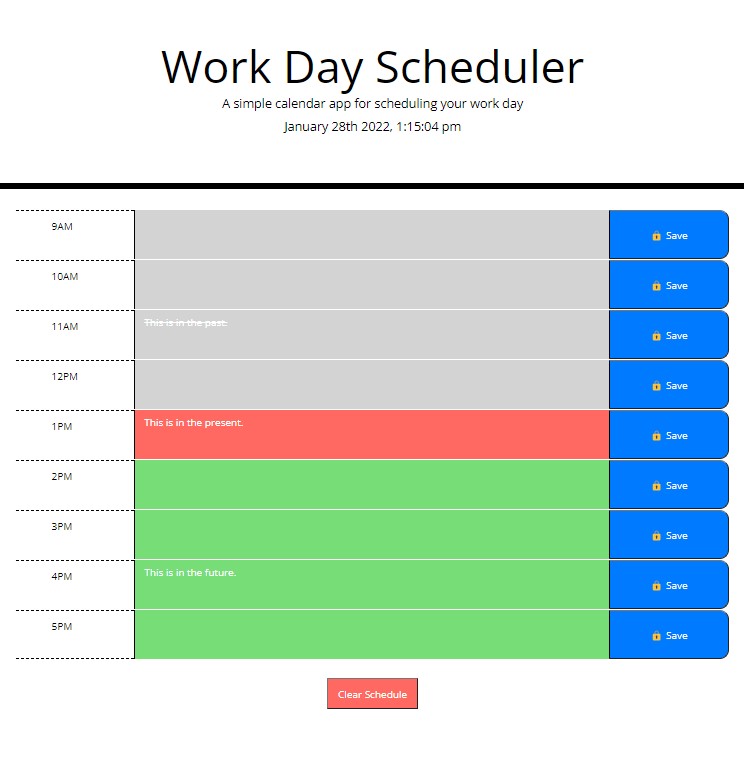 Work Day Scheduler
A simple calendar app for scheduling your work day
January 28th 2022, 1:15:04 pm
9AM
Save
10AM
Save
11AM This is in the past. Save
12PM
Save
1PM This is in the present. Save
2PM
Save
3PM
Save
4PM This is in the future. Save
5PM
Save
Clear Schedule